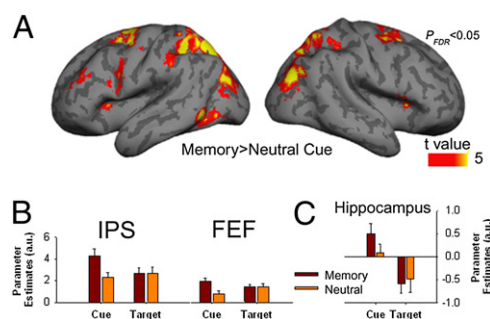 A
P FDR<0.05
Memory>Neutral Cue
t value
5
B
IPS
FEF
Parameter
Estimates (a.u.)
6
4
2
0
Cue Target
Cue Target
C
Hippocampus
1.0
0.5
0.0
-0.5
-1.0
Parameter
Estimates (a.u.)
Memory
Neutral
Cue Target